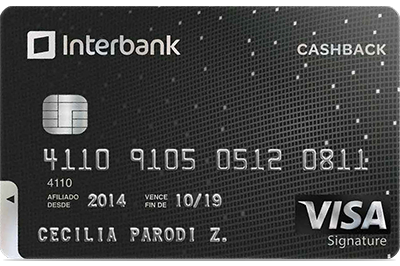 Interbank CASHBACK
4110 9105 0512 0811
4110
AFILIADO DESDE 2014 VENCE FIN DE 10/19
CECILIA PARODI Z.
VISA
Signature